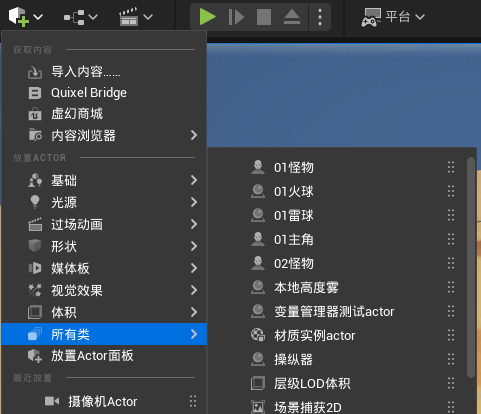 平台
获取内容
导入内容......
Quixel Bridge
虚幻商城
内容浏览器
放置ACTOR
基础
光源
过场动画
形状
媒体板
视觉效果
体积
所有类
放置Actor面板
最近放置
摄像机Actor
01怪物
01火球
01雷球
01主角
02怪物
本地高度雾
变量管理器测试actor
材质实例actor
操纵器
层级LOD体积
场景捕获2D